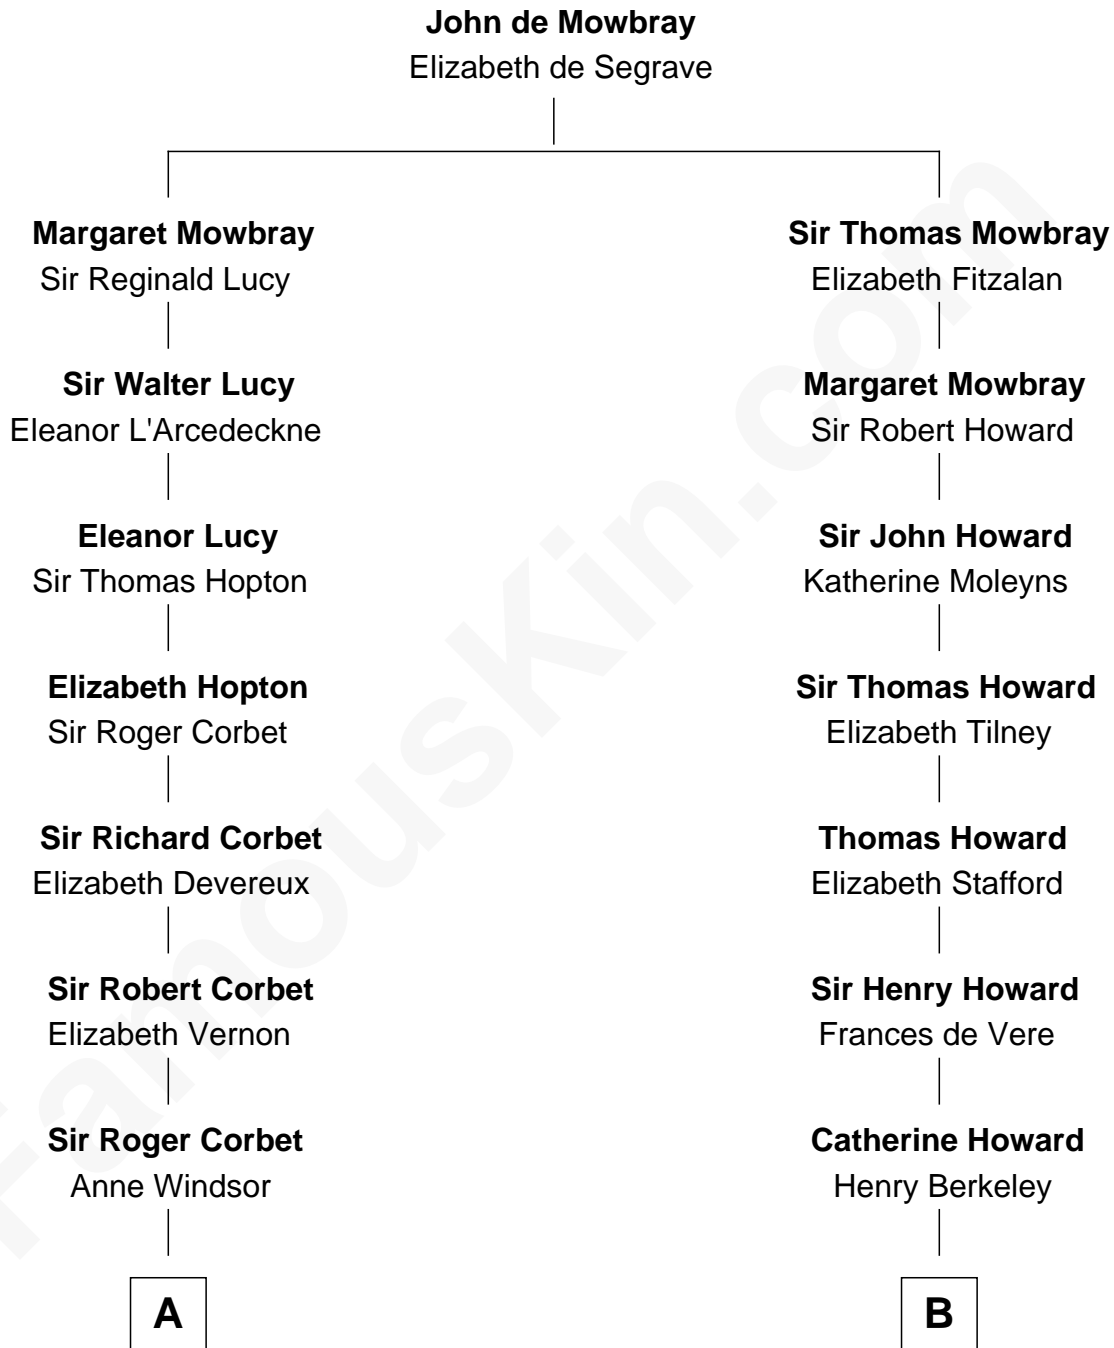 John de Mowbray
Elizabeth de Segrave
Margaret Mowbray
Sir Reginald Lucy
Sir Thomas Mowbray
Elizabeth Fitzalan
Sir Walter Lucy
Eleanor L'Arcedeckne
Margaret Mowbray
Sir Robert Howard
Eleanor Lucy
Sir Thomas Hopton
Sir John Howard
Katherine Moleyns
Elizabeth Hopton
Sir Roger Corbet
Sir Thomas Howard
Elizabeth Tilney
Sir Richard Corbet
Elizabeth Devereux
Thomas Howard
Elizabeth Stafford
Sir Robert Corbet
Elizabeth Vernon
Sir Henry Howard
Frances de Vere
Sir Roger Corbet
Anne Windsor
Catherine Howard
Henry Berkeley
A
B
FamousKin.com